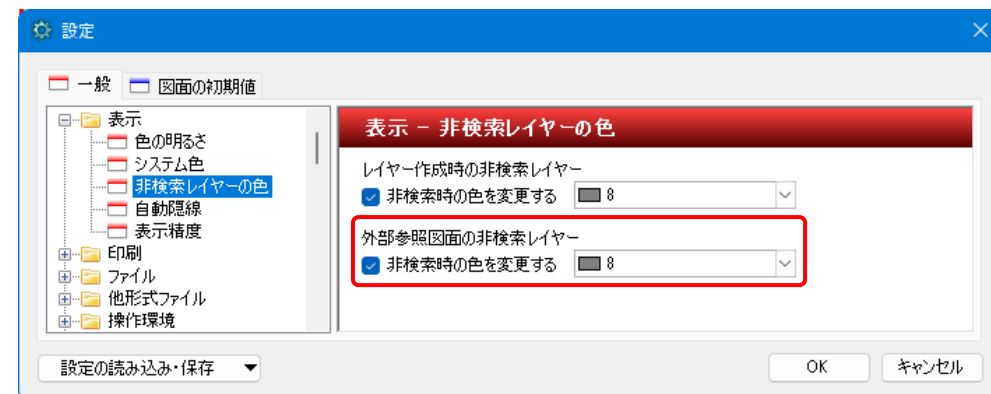 設定
一般 図面の初期値
表示
色の明るさ
システム色
非検索レイヤーの色
自動隠線
表示精度
印刷
ファイル
他形式ファイル
操作環境
表示 － 非検索レイヤーの色
レイヤー作成時の非検索レイヤー
非検索時の色を変更する 8
外部参照図面の非検索レイヤー
非検索時の色を変更する 8
設定の読み込み・保存
OK キャンセル